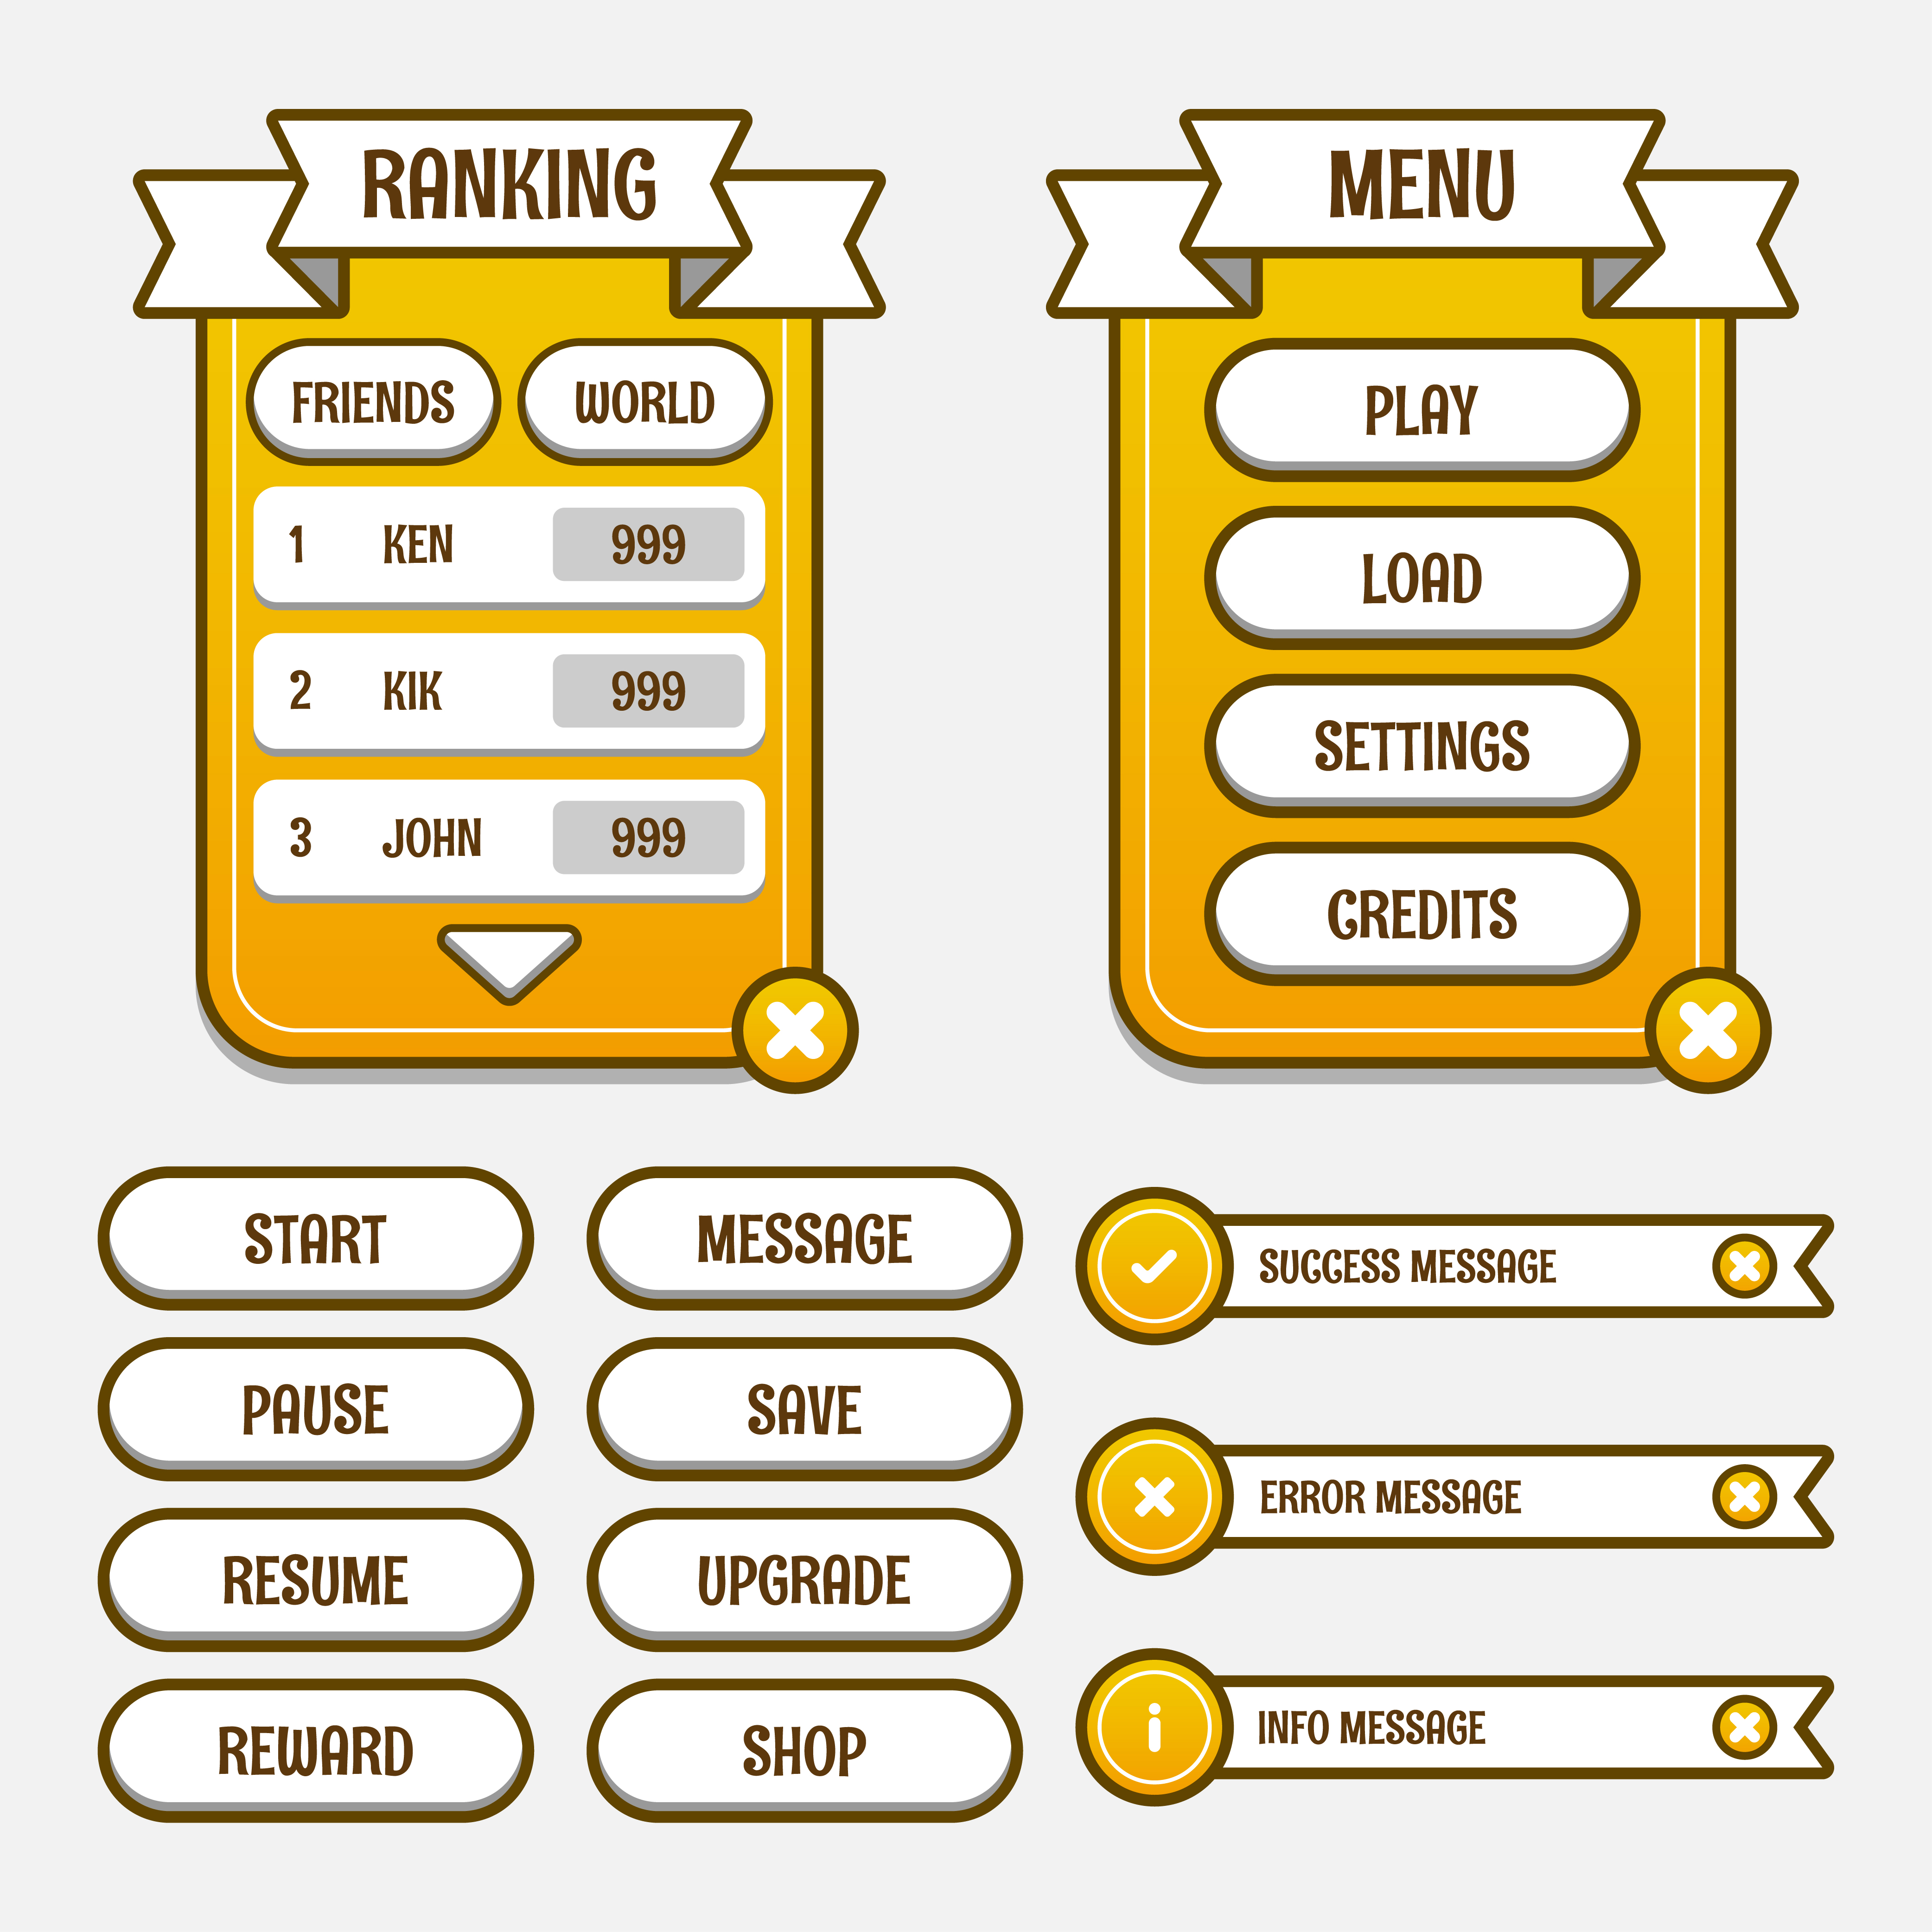 RANKING
FRIENDS WORLD
1 KEN 999
2 KIK 999
3 JOHN 999
MENU
PLAY
LOAD
SETTINGS
CREDITS
START
PAUSE
RESUME
REWARD
MESSAGE
SAVE
UPGRADE
SHOP
SUCCESS MESSAGE
ERROR MESSAGE
INFO MESSAGE